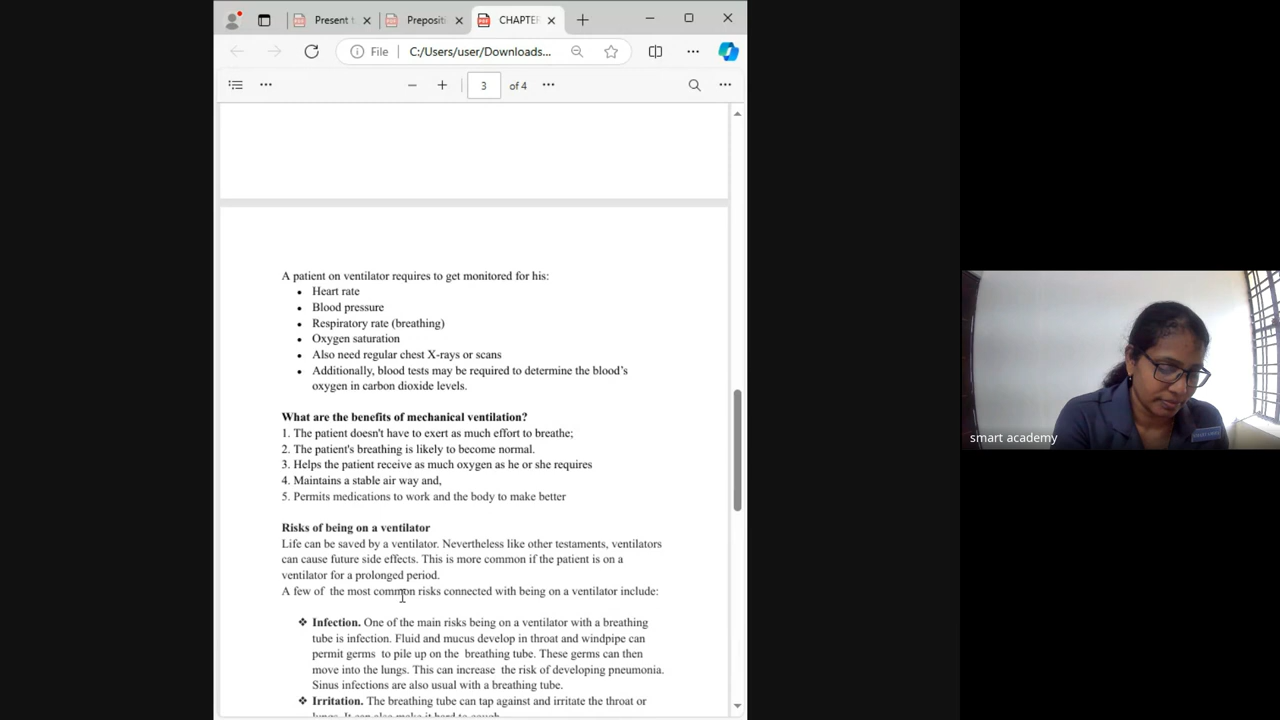 Present
Prepositi
CHAPTER
File
C:/Users/user/Downloads...
3
of 4
A patient on ventilator requires to get monitored for his:
• Heart rate
• Blood pressure
• Respiratory rate (breathing)
• Oxygen saturation
• Also need regular chest X-rays or scans
• Additionally, blood tests may be required to determine the blood's
oxygen in carbon dioxide levels.
What are the benefits of mechanical ventilation?
1. The patient doesn't have to exert as much effort to breathe;
2. The patient's breathing is likely to become normal.
3. Helps the patient receive as much oxygen as he or she requires
4. Maintains a stable air way and,
5. Permits medications to work and the body to make better
Risks of being on a ventilator
Life can be saved by a ventilator. Nevertheless like other testaments, ventilators
can cause future side effects. This is more common if the patient is on a
ventilator for a prolonged period.
A few of the most common risks connected with being on a ventilator include:
❖ Infection. One of the main risks being on a ventilator with a breathing
tube is infection. Fluid and mucus develop in throat and windpipe can
permit germs to pile up on the breathing tube. These germs can then
move into the lungs. This can increase the risk of developing pneumonia.
Sinus infections are also usual with a breathing tube.
❖ Irritation. The breathing tube can tap against and irritate the throat or
lungs. It can also make it hard to cough.
smart academy